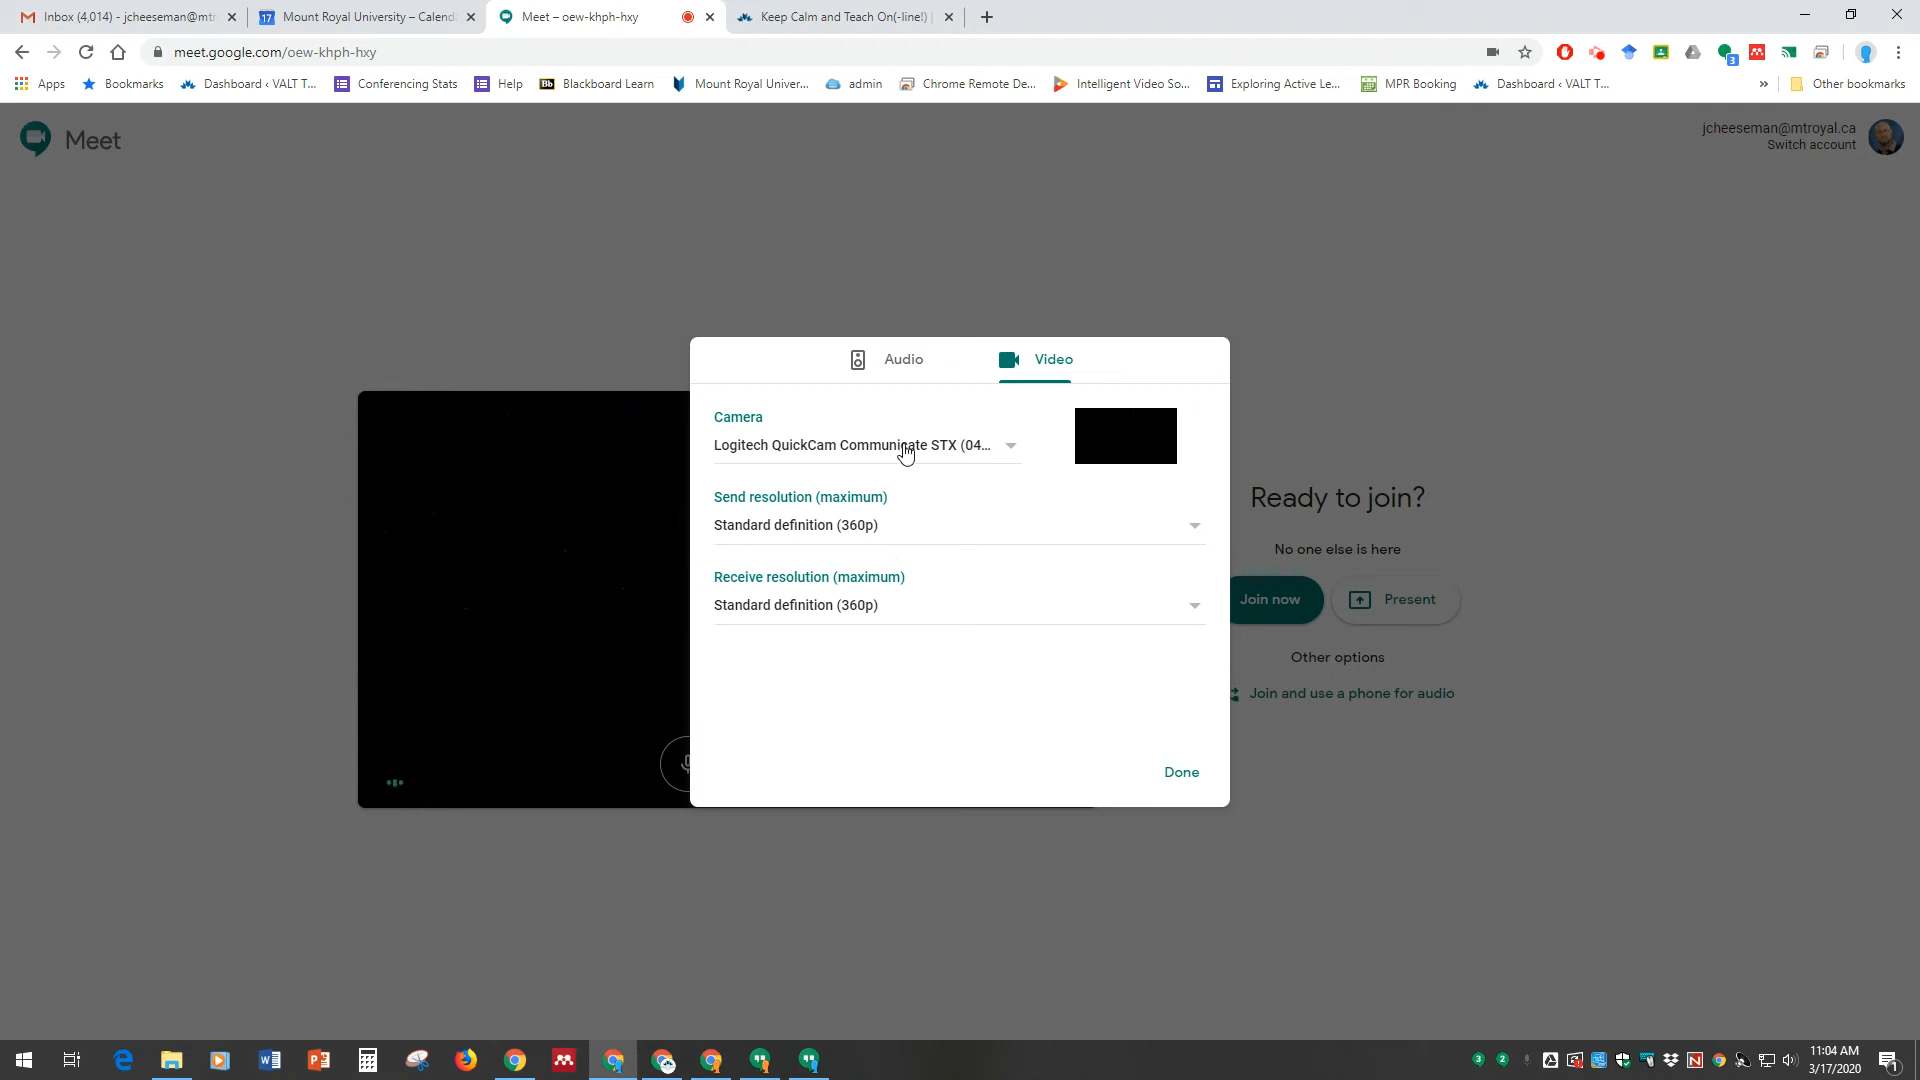 Inbox (4,014) - jcheeseman@mtr
Mount Royal University – Calend
Meet – oew-khph-hxy
Keep Calm and Teach On(-line!)
meet.google.com/oew-khph-hxy
3
Apps
Bookmarks
Dashboard ‹ VALT T...
Conferencing Stats
Help
Bb
Blackboard Learn
Mount Royal Univer...
admin
Chrome Remote De...
Intelligent Video So...
Exploring Active Le...
MPR Booking
Dashboard ‹ VALT T...
»
Other bookmarks
Meet
jcheeseman@mtroyal.ca
Switch account
Audio
Video
Camera
Logitech QuickCam Communicate STX (04...
Send resolution (maximum)
Standard definition (360p)
Receive resolution (maximum)
Standard definition (360p)
Done
Ready to join?
No one else is here
Join now
Present
Other options
Join and use a phone for audio
3
2
11:04 AM
3/17/2020
1